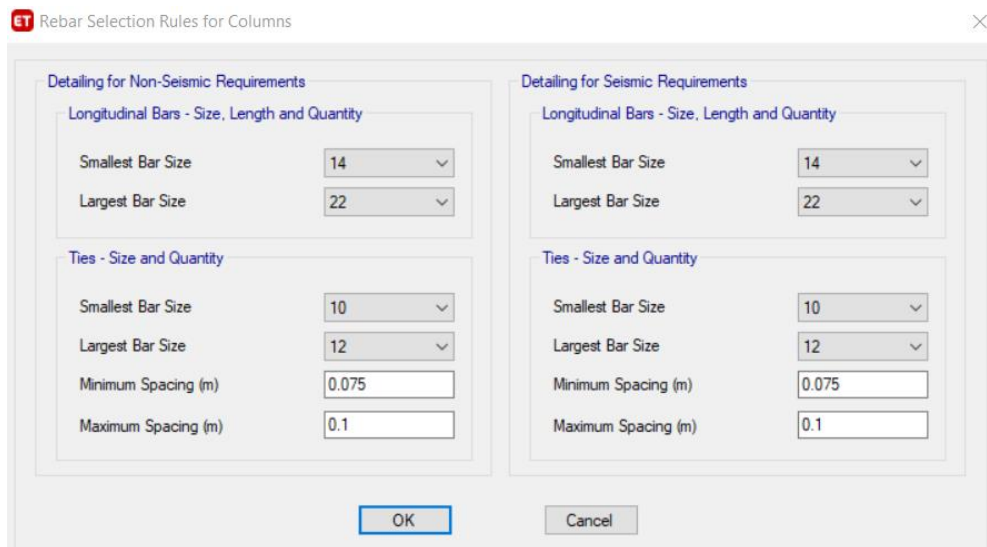 ET Rebar Selection Rules for Columns
Detailing for Non-Seismic Requirements
Longitudinal Bars - Size, Length and Quantity
Smallest Bar Size 14
Largest Bar Size 22
Ties - Size and Quantity
Smallest Bar Size 10
Largest Bar Size 12
Minimum Spacing (m) 0.075
Maximum Spacing (m) 0.1
Detailing for Seismic Requirements
Longitudinal Bars - Size, Length and Quantity
Smallest Bar Size 14
Largest Bar Size 22
Ties - Size and Quantity
Smallest Bar Size 10
Largest Bar Size 12
Minimum Spacing (m) 0.075
Maximum Spacing (m) 0.1
OK
Cancel